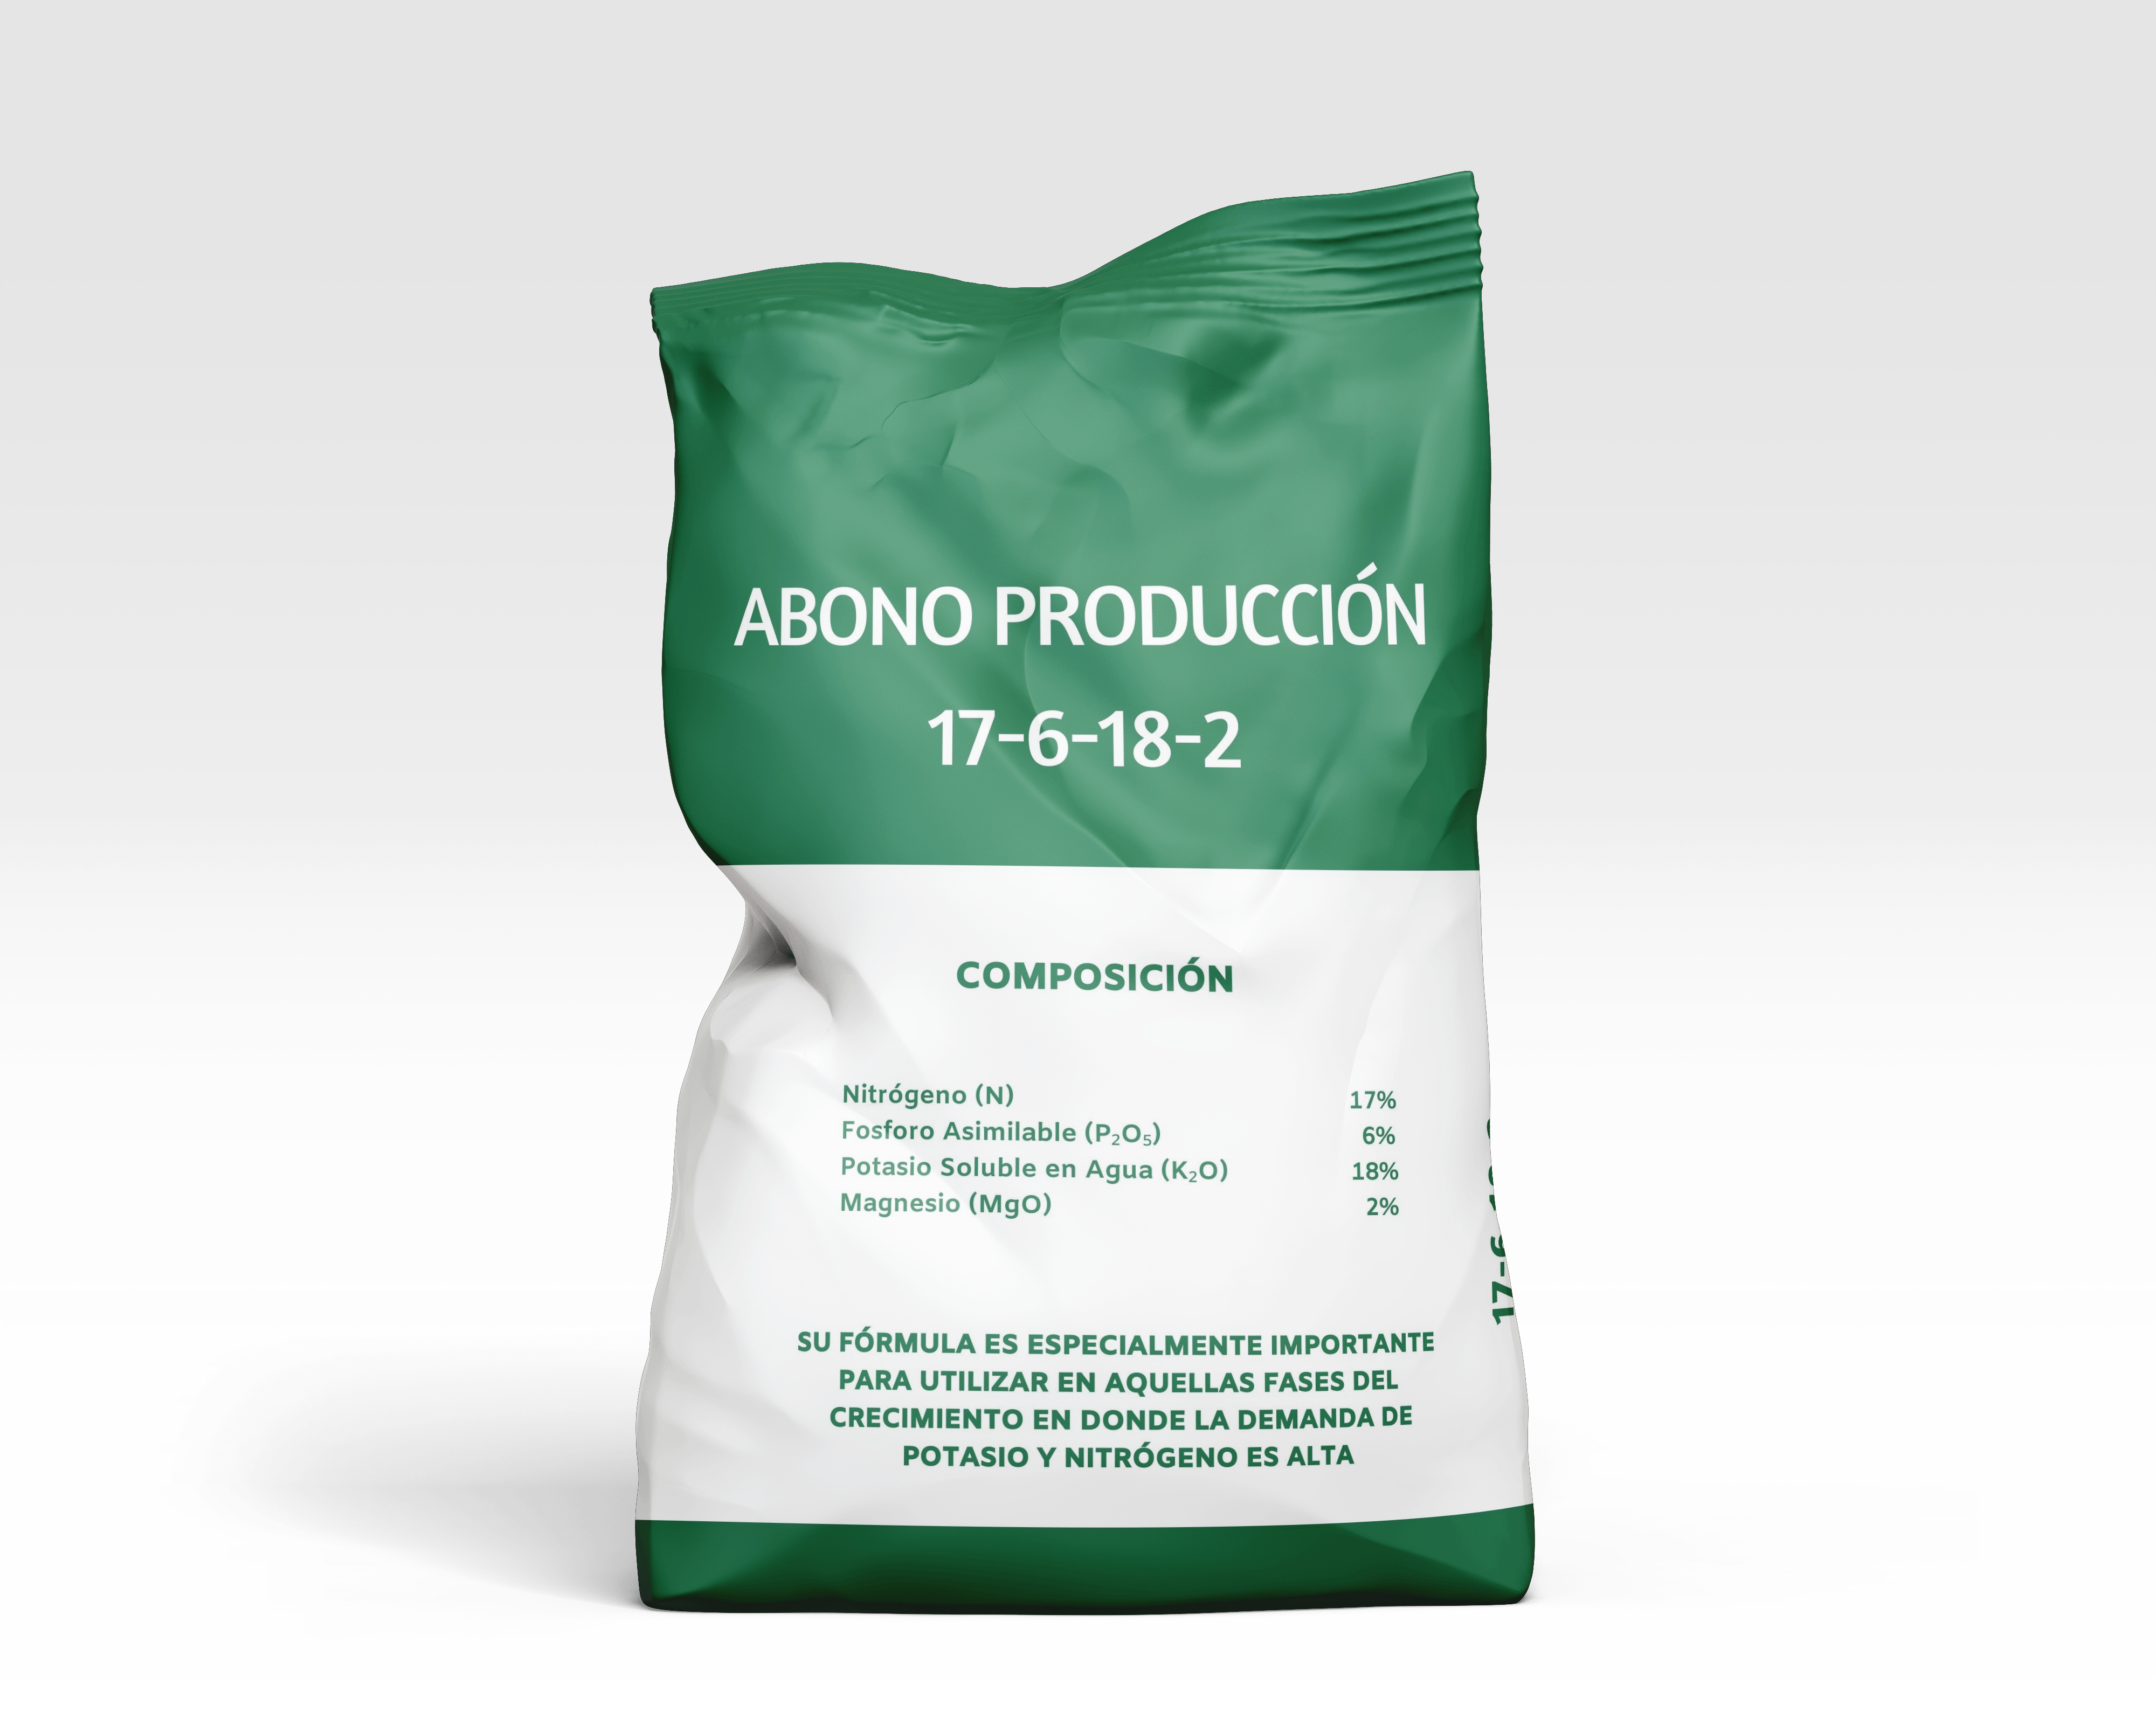 ABONO PRODUCCIÓN
17-6-18-2
COMPOSICIÓN
Nitrógeno (N) 17%
Fosforo Asimilable (P₂O₅) 6%
Potasio Soluble en Agua (K₂O) 18%
Magnesio (MgO) 2%
SU FÓRMULA ES ESPECIALMENTE IMPORTANTE
PARA UTILIZAR EN AQUELLAS FASES DEL
CRECIMIENTO EN DONDE LA DEMANDA DE
POTASIO Y NITRÓGENO ES ALTA